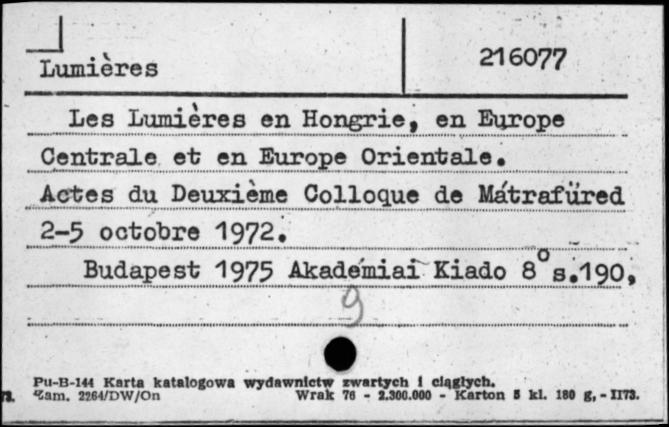 Lumières
216077
Les Lumières en Hongrie, en Europe
Centrale et en Europe Orientale.
Actes du Deuxième Colloque de Mátrafüred
2-5 octobre 1972.
Budapest 1975 Akadémiai Kiado 8° s.190,
9
Pu-B-144 Karta katalogowa wydawnictw zwartych i ciągłych.
Zam. 2264/DW/On Wrak 76 - 2.300.000 - Karton 5 kl. 180 g, - II73.